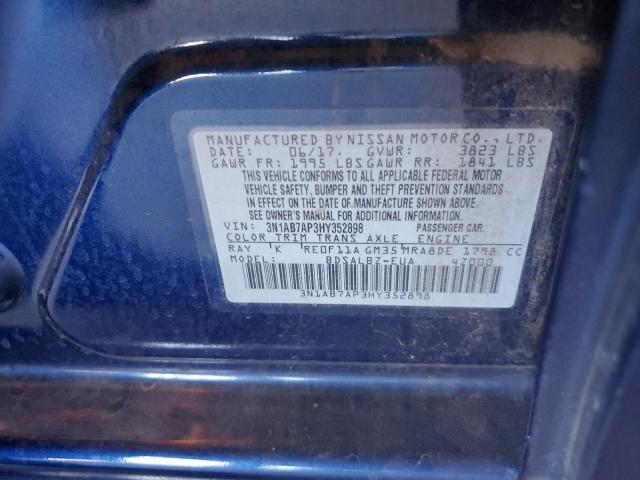 MANUFACTURED BY NISSAN MOTOR CO., LTD.
DATE: 06/17. GVWR: 3823 LBS
GAWR FR: 1995 LBS GAWR RR: 1841 LBS
THIS VEHICLE CONFORMS TO ALL APPLICABLE FEDERAL MOTOR
VEHICLE SAFETY, BUMPER AND THEFT PREVENTION STANDARDS
IN EFFECT ON THE DATE OF MANUFACTURE SHOWN ABOVE.
SEE OWNER'S MANUAL FOR ADDITIONAL INFORMATION.
VIN: 3N1AB7AP3HY352898 PASSENGER CAR.
COLOR TRIM TRANS AXLE ENGINE
RAY K RE0F11A GM35 MRA8DE 1798 CC
MODEL: BDSALBZ-EUA 47000
3N1AB7AP3HY352898